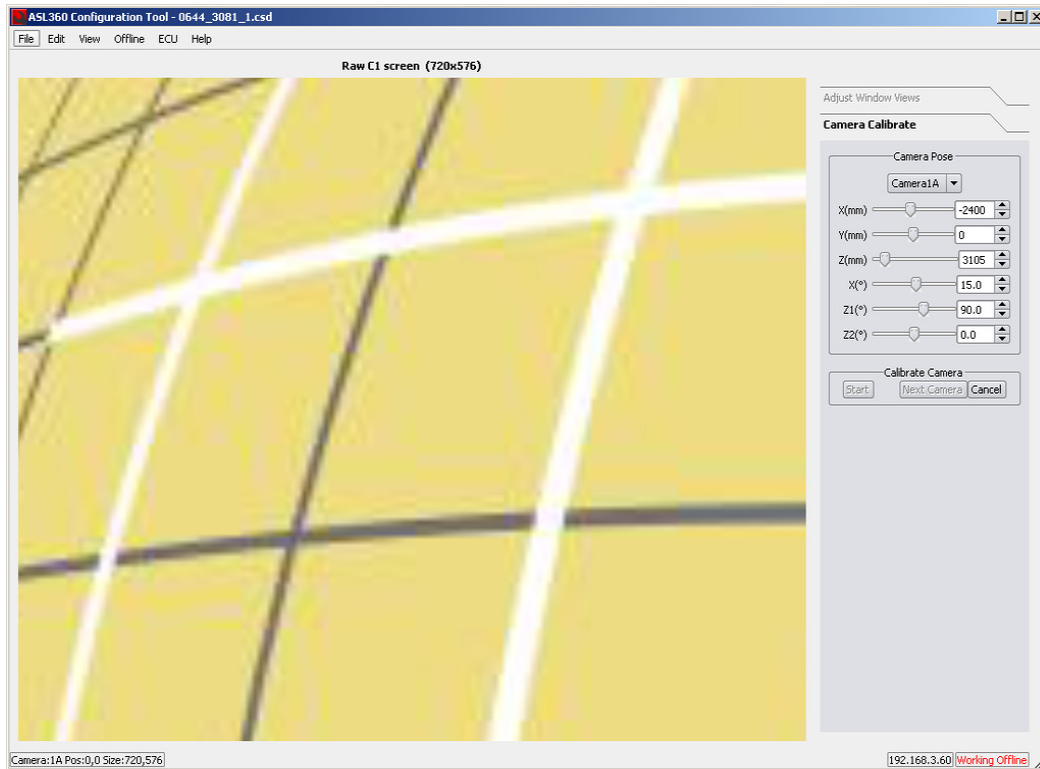 ASL360 Configuration Tool - 0644_3081_1.csd
File Edit View Offline ECU Help
Raw C1 screen (720x576)
Adjust Window Views
Camera Calibrate
Camera Pose
Camera1A
X(mm) -2400
Y(mm) 0
Z(mm) 3105
X(°) 15.0
Z1(°) 90.0
Z2(°) 0.0
Calibrate Camera
Start Next Camera Cancel
Camera:1A Pos:0,0 Size:720,576 192.168.3.60 Working Offline